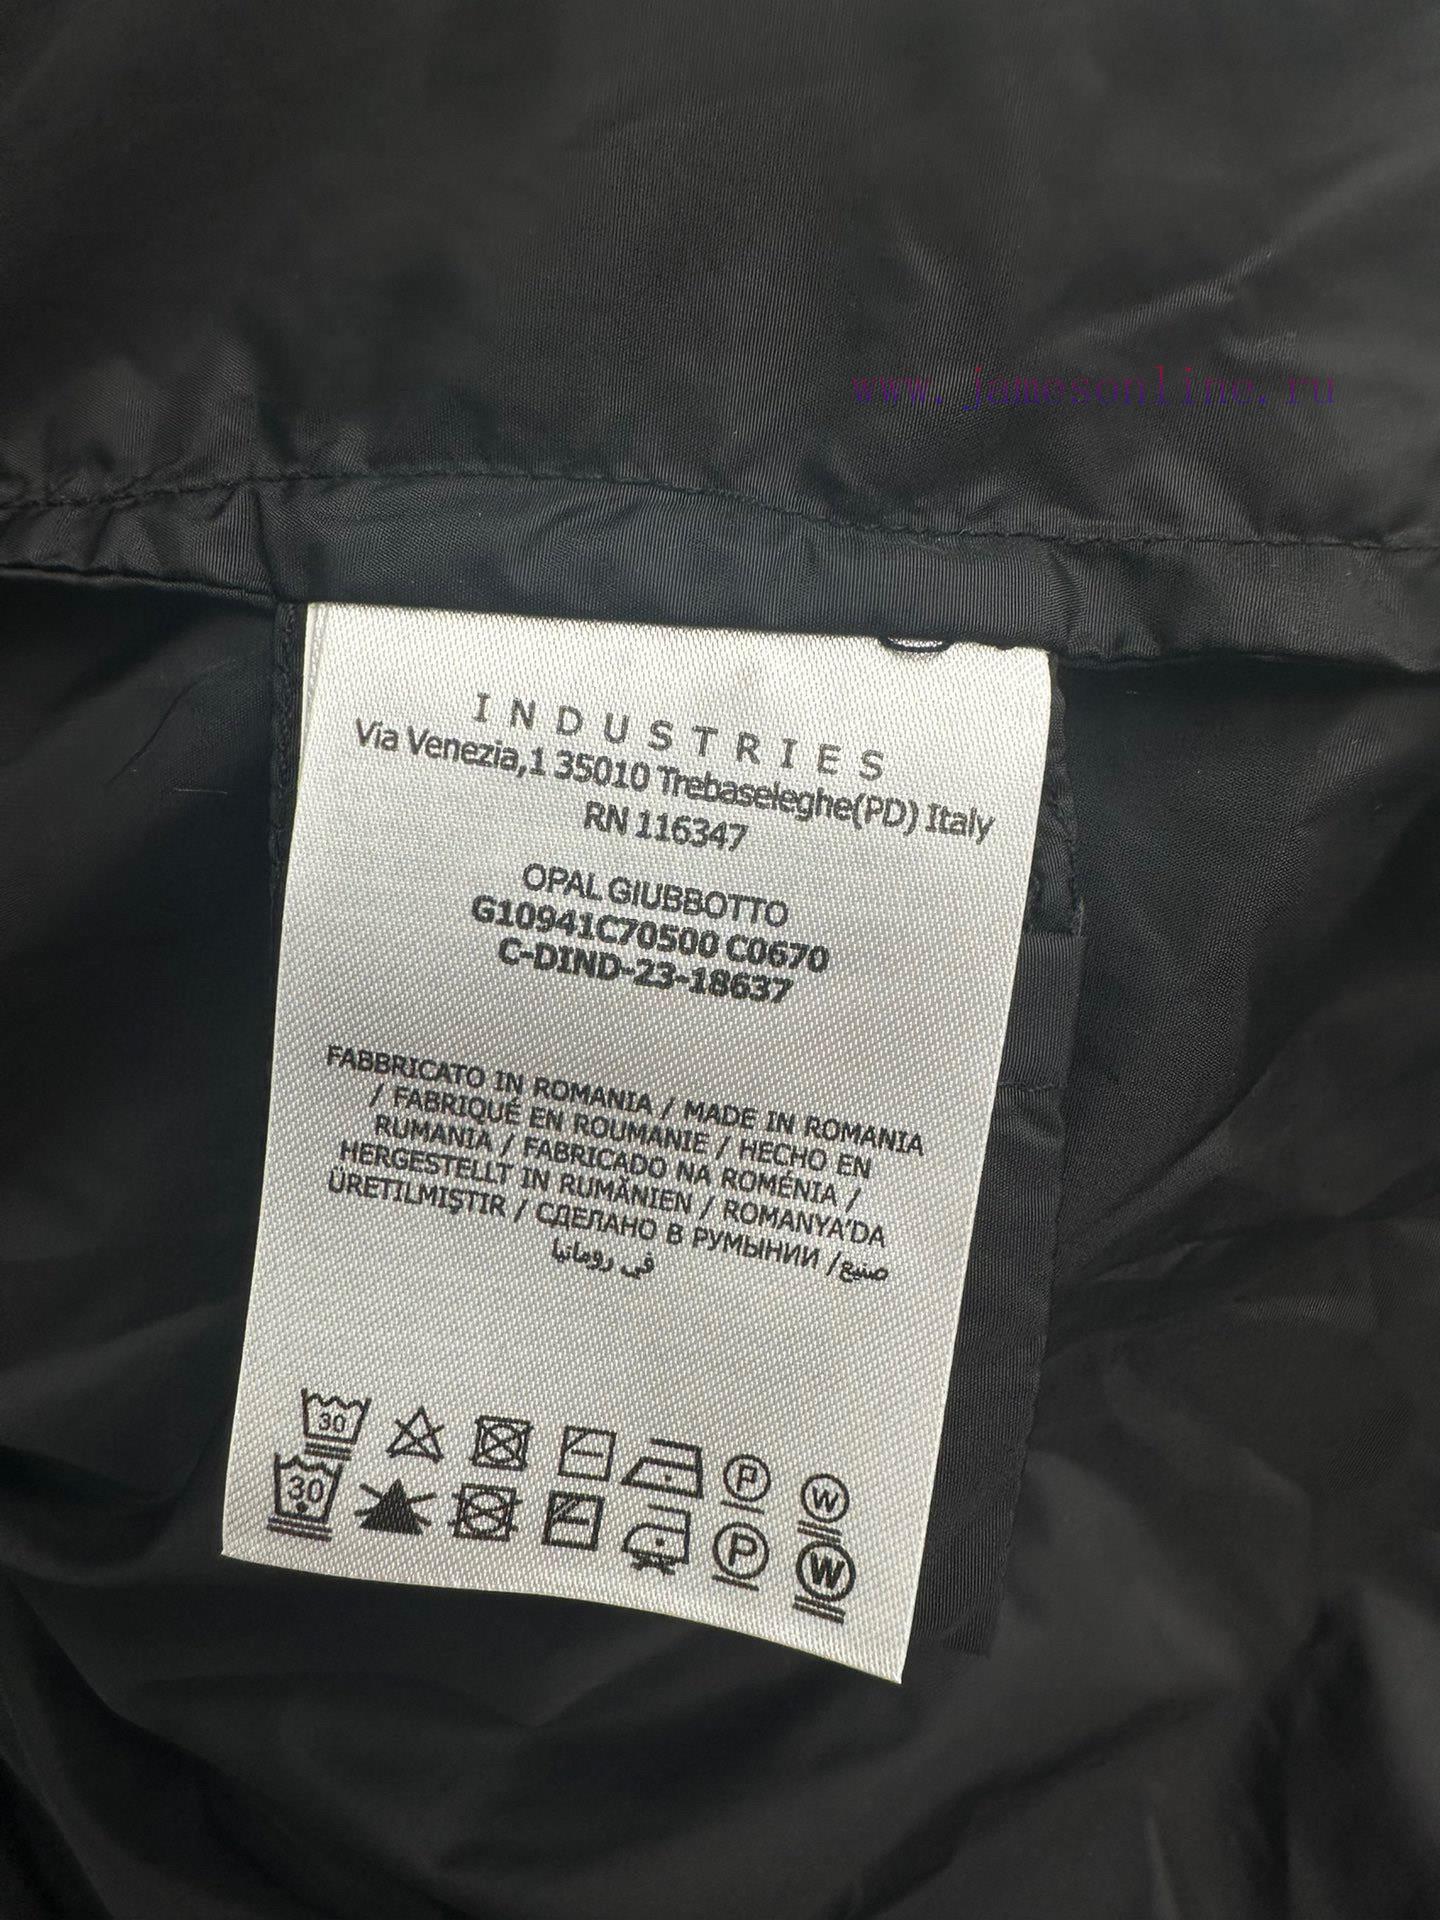 www.jamesonline.ru
INDUSTRIES
Via Venezia,1 35010 Trebaseleghe(PD) Italy
RN 116347
OPAL GIUBBOTTO
G10941C70500 C0670
C-DIND-23-18637
FABBRICATO IN ROMANIA / MADE IN ROMANIA
/ FABRIQUÉ EN ROUMANIE / HECHO EN
RUMANIA / FABRICADO NA ROMÉNIA /
HERGESTELLT IN RUMÄNIEN / ROMANYA'DA
ÜRETILMIŞTIR / СДЕЛАНО В РУМЫНИИ / صنيع
في رومانيا
30 P W
30 P W